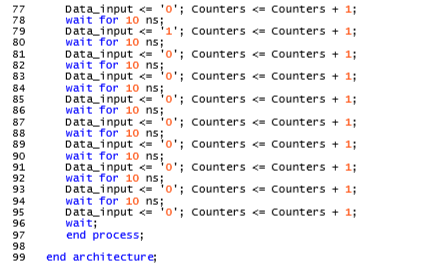 77 Data_input <= '0'; Counters <= Counters + 1;
78 wait for 10 ns;
79 Data_input <= '1'; Counters <= Counters + 1;
80 wait for 10 ns;
81 Data_input <= '0'; Counters <= Counters + 1;
82 wait for 10 ns;
83 Data_input <= '0'; Counters <= Counters + 1;
84 wait for 10 ns;
85 Data_input <= '0'; Counters <= Counters + 1;
86 wait for 10 ns;
87 Data_input <= '0'; Counters <= Counters + 1;
88 wait for 10 ns;
89 Data_input <= '0'; Counters <= Counters + 1;
90 wait for 10 ns;
91 Data_input <= '0'; Counters <= Counters + 1;
92 wait for 10 ns;
93 Data_input <= '0'; Counters <= Counters + 1;
94 wait for 10 ns;
95 Data_input <= '0'; Counters <= Counters + 1;
96 wait;
97 end process;
98
99 end architecture;